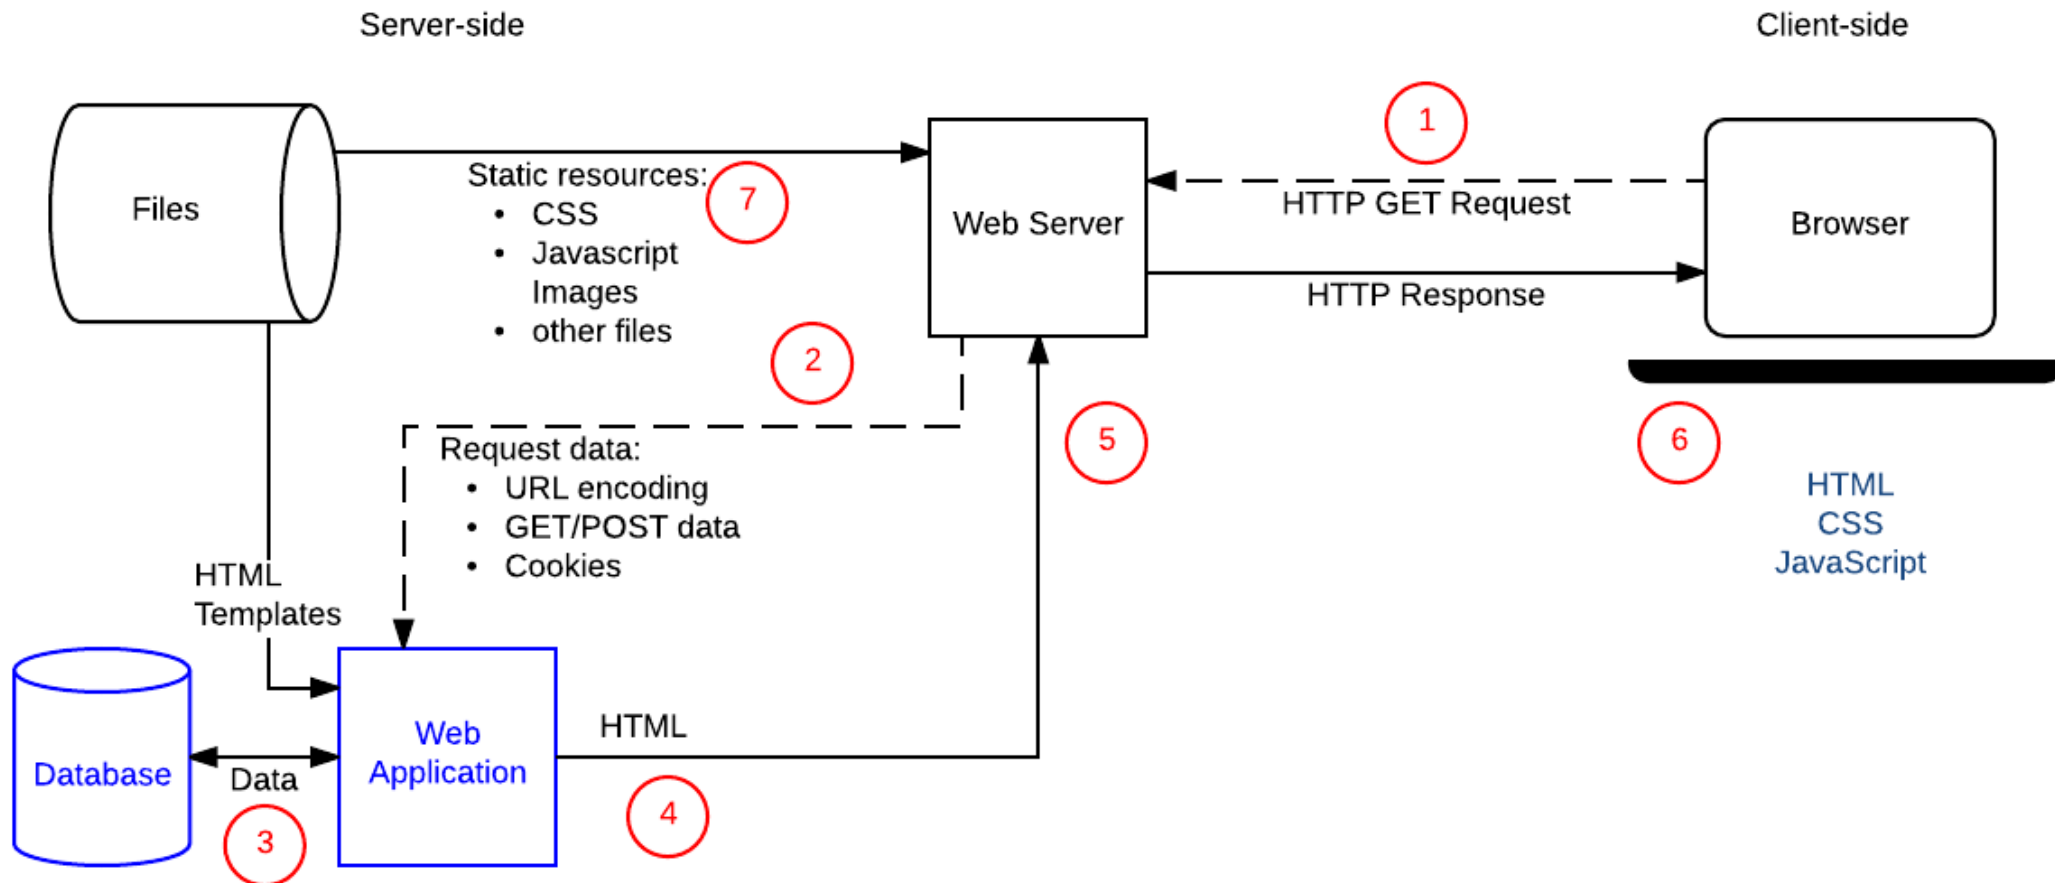 Server-side
Client-side
Files
Static resources:
• CSS
• Javascript
Images
• other files
7
Web Server
1
HTTP GET Request
HTTP Response
Browser
2
Request data:
• URL encoding
• GET/POST data
• Cookies
5
6
HTML
CSS
JavaScript
HTML
Templates
Database
Data
3
Web
Application
HTML
4